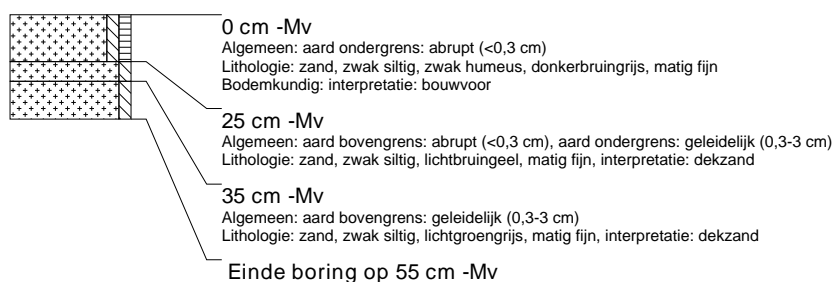 0 cm -Mv
Algemeen: aard ondergrens: abrupt (<0,3 cm)
Lithologie: zand, zwak siltig, zwak humeus, donkerbruingrijs, matig fijn
Bodemkundig: interpretatie: bouwvoor
25 cm -Mv
Algemeen: aard bovengrens: abrupt (<0,3 cm), aard ondergrens: geleidelijk (0,3-3 cm)
Lithologie: zand, zwak siltig, lichtbruingeel, matig fijn, interpretatie: dekzand
35 cm -Mv
Algemeen: aard bovengrens: geleidelijk (0,3-3 cm)
Lithologie: zand, zwak siltig, lichtgroengrijs, matig fijn, interpretatie: dekzand
Einde boring op 55 cm -Mv